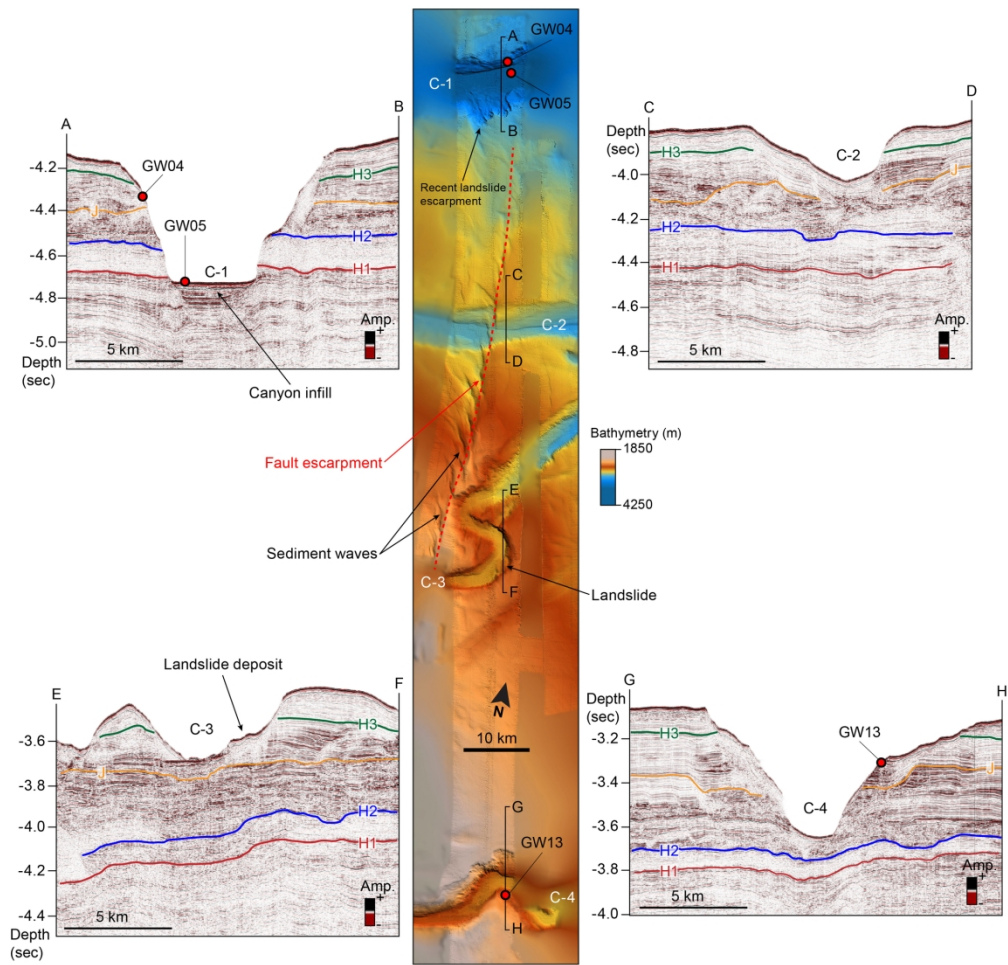 A
B
-4.2
-4.4
-4.6
-4.8
-5.0
Depth
(sec)
GW04
GW05
H3
J
H2
H1
C-1
Amp.
+
-
5 km
Canyon infill
A
GW04
C-1
GW05
B
Recent landslide
escarpment
C
C-2
D
Fault escarpment
Sediment waves
E
C-3
F
Landslide
N
10 km
G
GW13
C-4
H
Bathymetry (m)
1850
4250
C
D
Depth
(sec)
-4.0
-4.2
-4.4
-4.6
-4.8
H3
C-2
J
H2
H1
Amp.
+
-
5 km
Landslide deposit
E
F
-3.6
-3.8
-4.0
-4.2
-4.4
Depth
(sec)
C-3
H3
J
H2
H1
Amp.
+
-
5 km
G
H
Depth
(sec)
-3.2
-3.4
-3.6
-3.8
-4.0
H3
GW13
J
C-4
H2
H1
Amp.
+
-
5 km